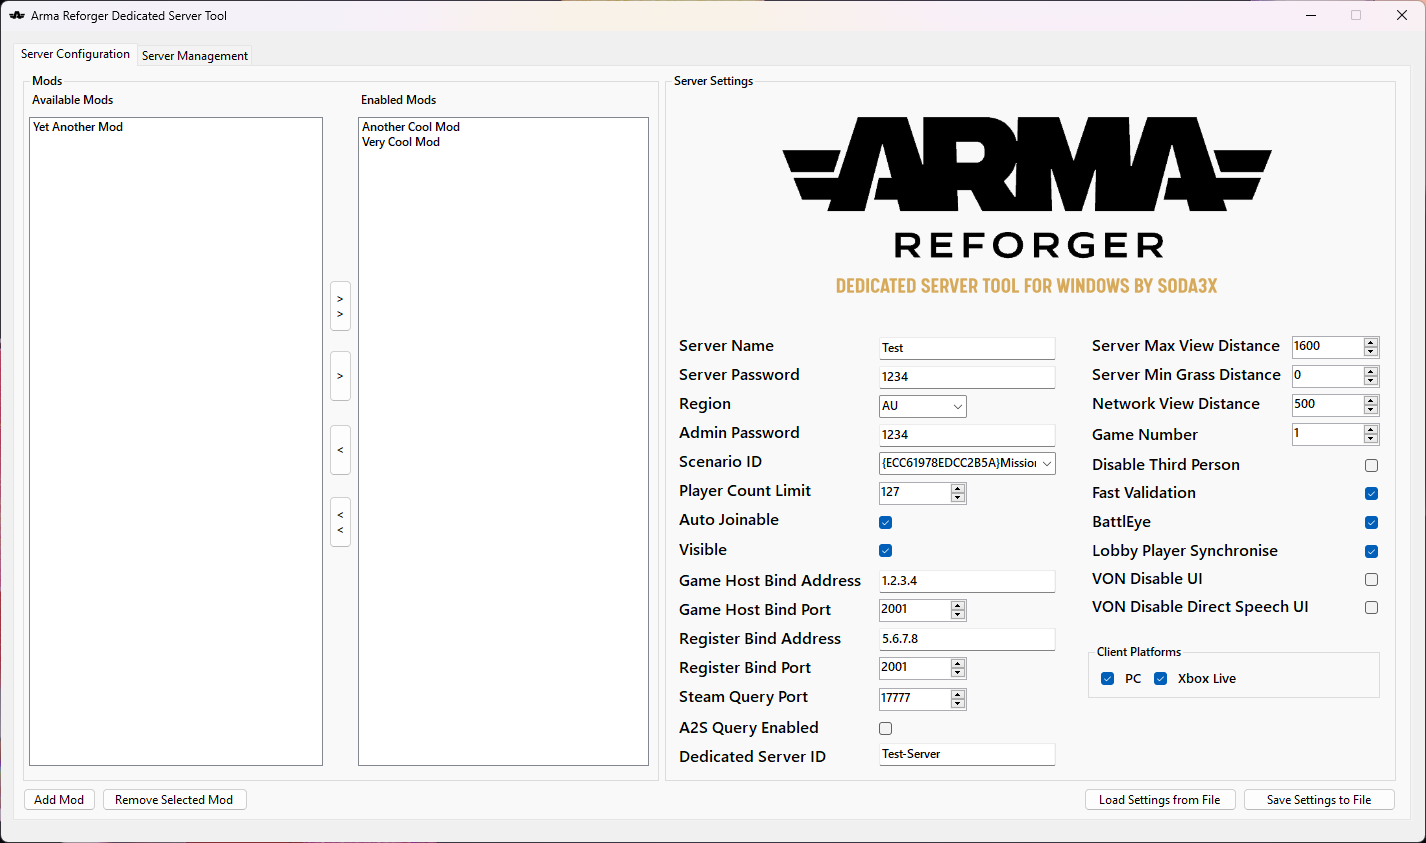 Arma Reforger Dedicated Server Tool
Server Configuration
Server Management
Mods
Available Mods
Enabled Mods
Yet Another Mod
Another Cool Mod
Very Cool Mod
>
>
>
<
<
<
Add Mod
Remove Selected Mod
Server Settings
ARMA
REFORGER
DEDICATED SERVER TOOL FOR WINDOWS BY SODA3X
Server Name
Test
Server Password
1234
Region
AU
Admin Password
1234
Scenario ID
{ECC61978EDCC2B5A}Mission
Player Count Limit
127
Auto Joinable
Visible
Game Host Bind Address
1.2.3.4
Game Host Bind Port
2001
Register Bind Address
5.6.7.8
Register Bind Port
2001
Steam Query Port
17777
A2S Query Enabled
Dedicated Server ID
Test-Server
Server Max View Distance
1600
Server Min Grass Distance
0
Network View Distance
500
Game Number
1
Disable Third Person
Fast Validation
BattlEye
Lobby Player Synchronise
VON Disable UI
VON Disable Direct Speech UI
Client Platforms
PC
Xbox Live
Load Settings from File
Save Settings to File